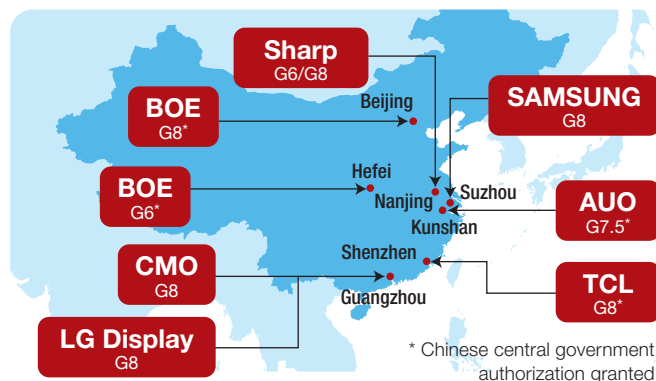 Sharp
G6/G8
BOE
G8*
Beijing
SAMSUNG
G8
BOE
G6*
Hefei
Nanjing
Suzhou
Kunshan
AUO
G7.5*
CMO
G8
Shenzhen
Guangzhou
TCL
G8*
LG Display
G8
* Chinese central government
authorization granted